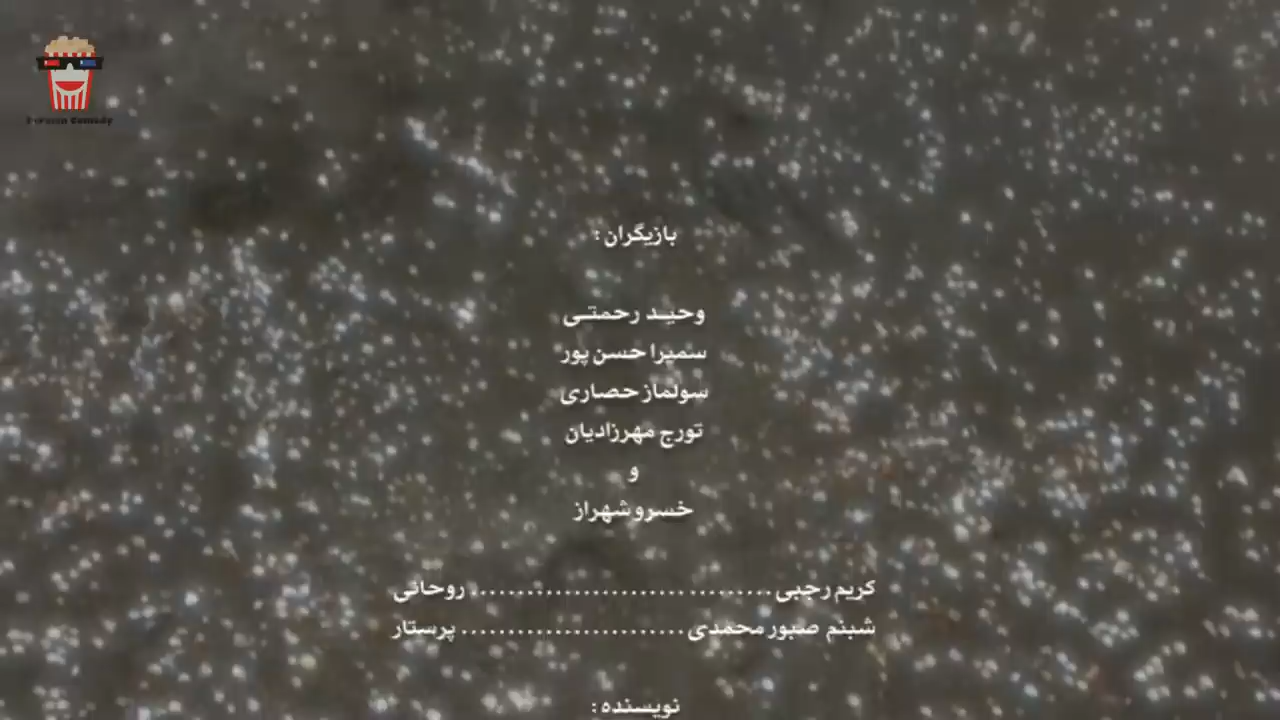 بازیگران :
وحید رحمتی
سمیرا حسن پور
سولماز حصاری
تورج مهرزادیان
و
خسرو شهراز
کریم رجبی .............................. روحانی
شبنم صبور محمدی ........................ پرستار
نویسنده :